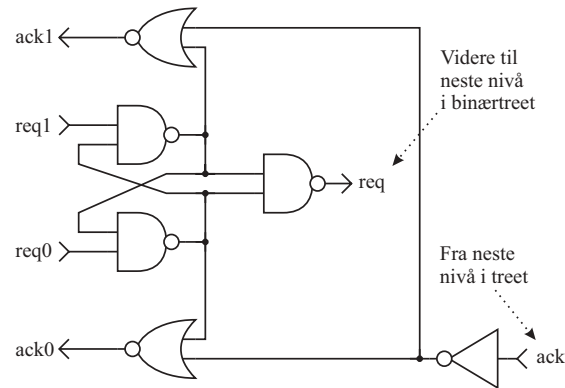 ack1
Videre til
neste nivå
i binærtreet
req1
req
req0
Fra neste
nivå i treet
ack0
ack